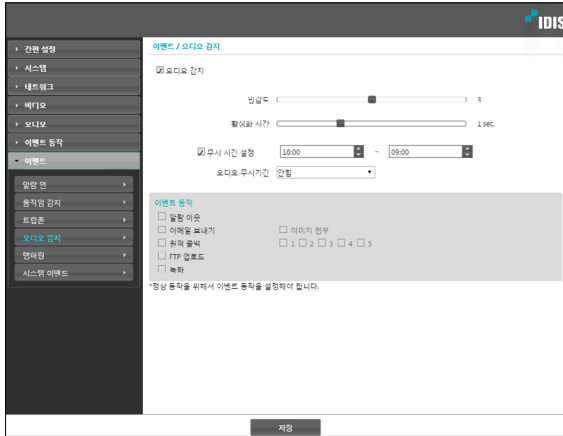 IDIS
간편 설정
시스템
네트워크
비디오
오디오
이벤트 동작
이벤트
알람 인
움직임 감지
트립존
오디오 감지
탬퍼링
시스템 이벤트
이벤트 / 오디오 감지
오디오 감지
민감도 3
활성화 시간 1 sec.
무시 시간 설정 18:00 ~ 09:00
오디오 무시기간 안함
이벤트 동작
알람 아웃
이메일 보내기 이미지 첨부
원격 콜백 1 2 3 4 5
FTP 업로드
녹화
*정상 동작을 위해서 이벤트 동작을 설정해야 합니다.
저장